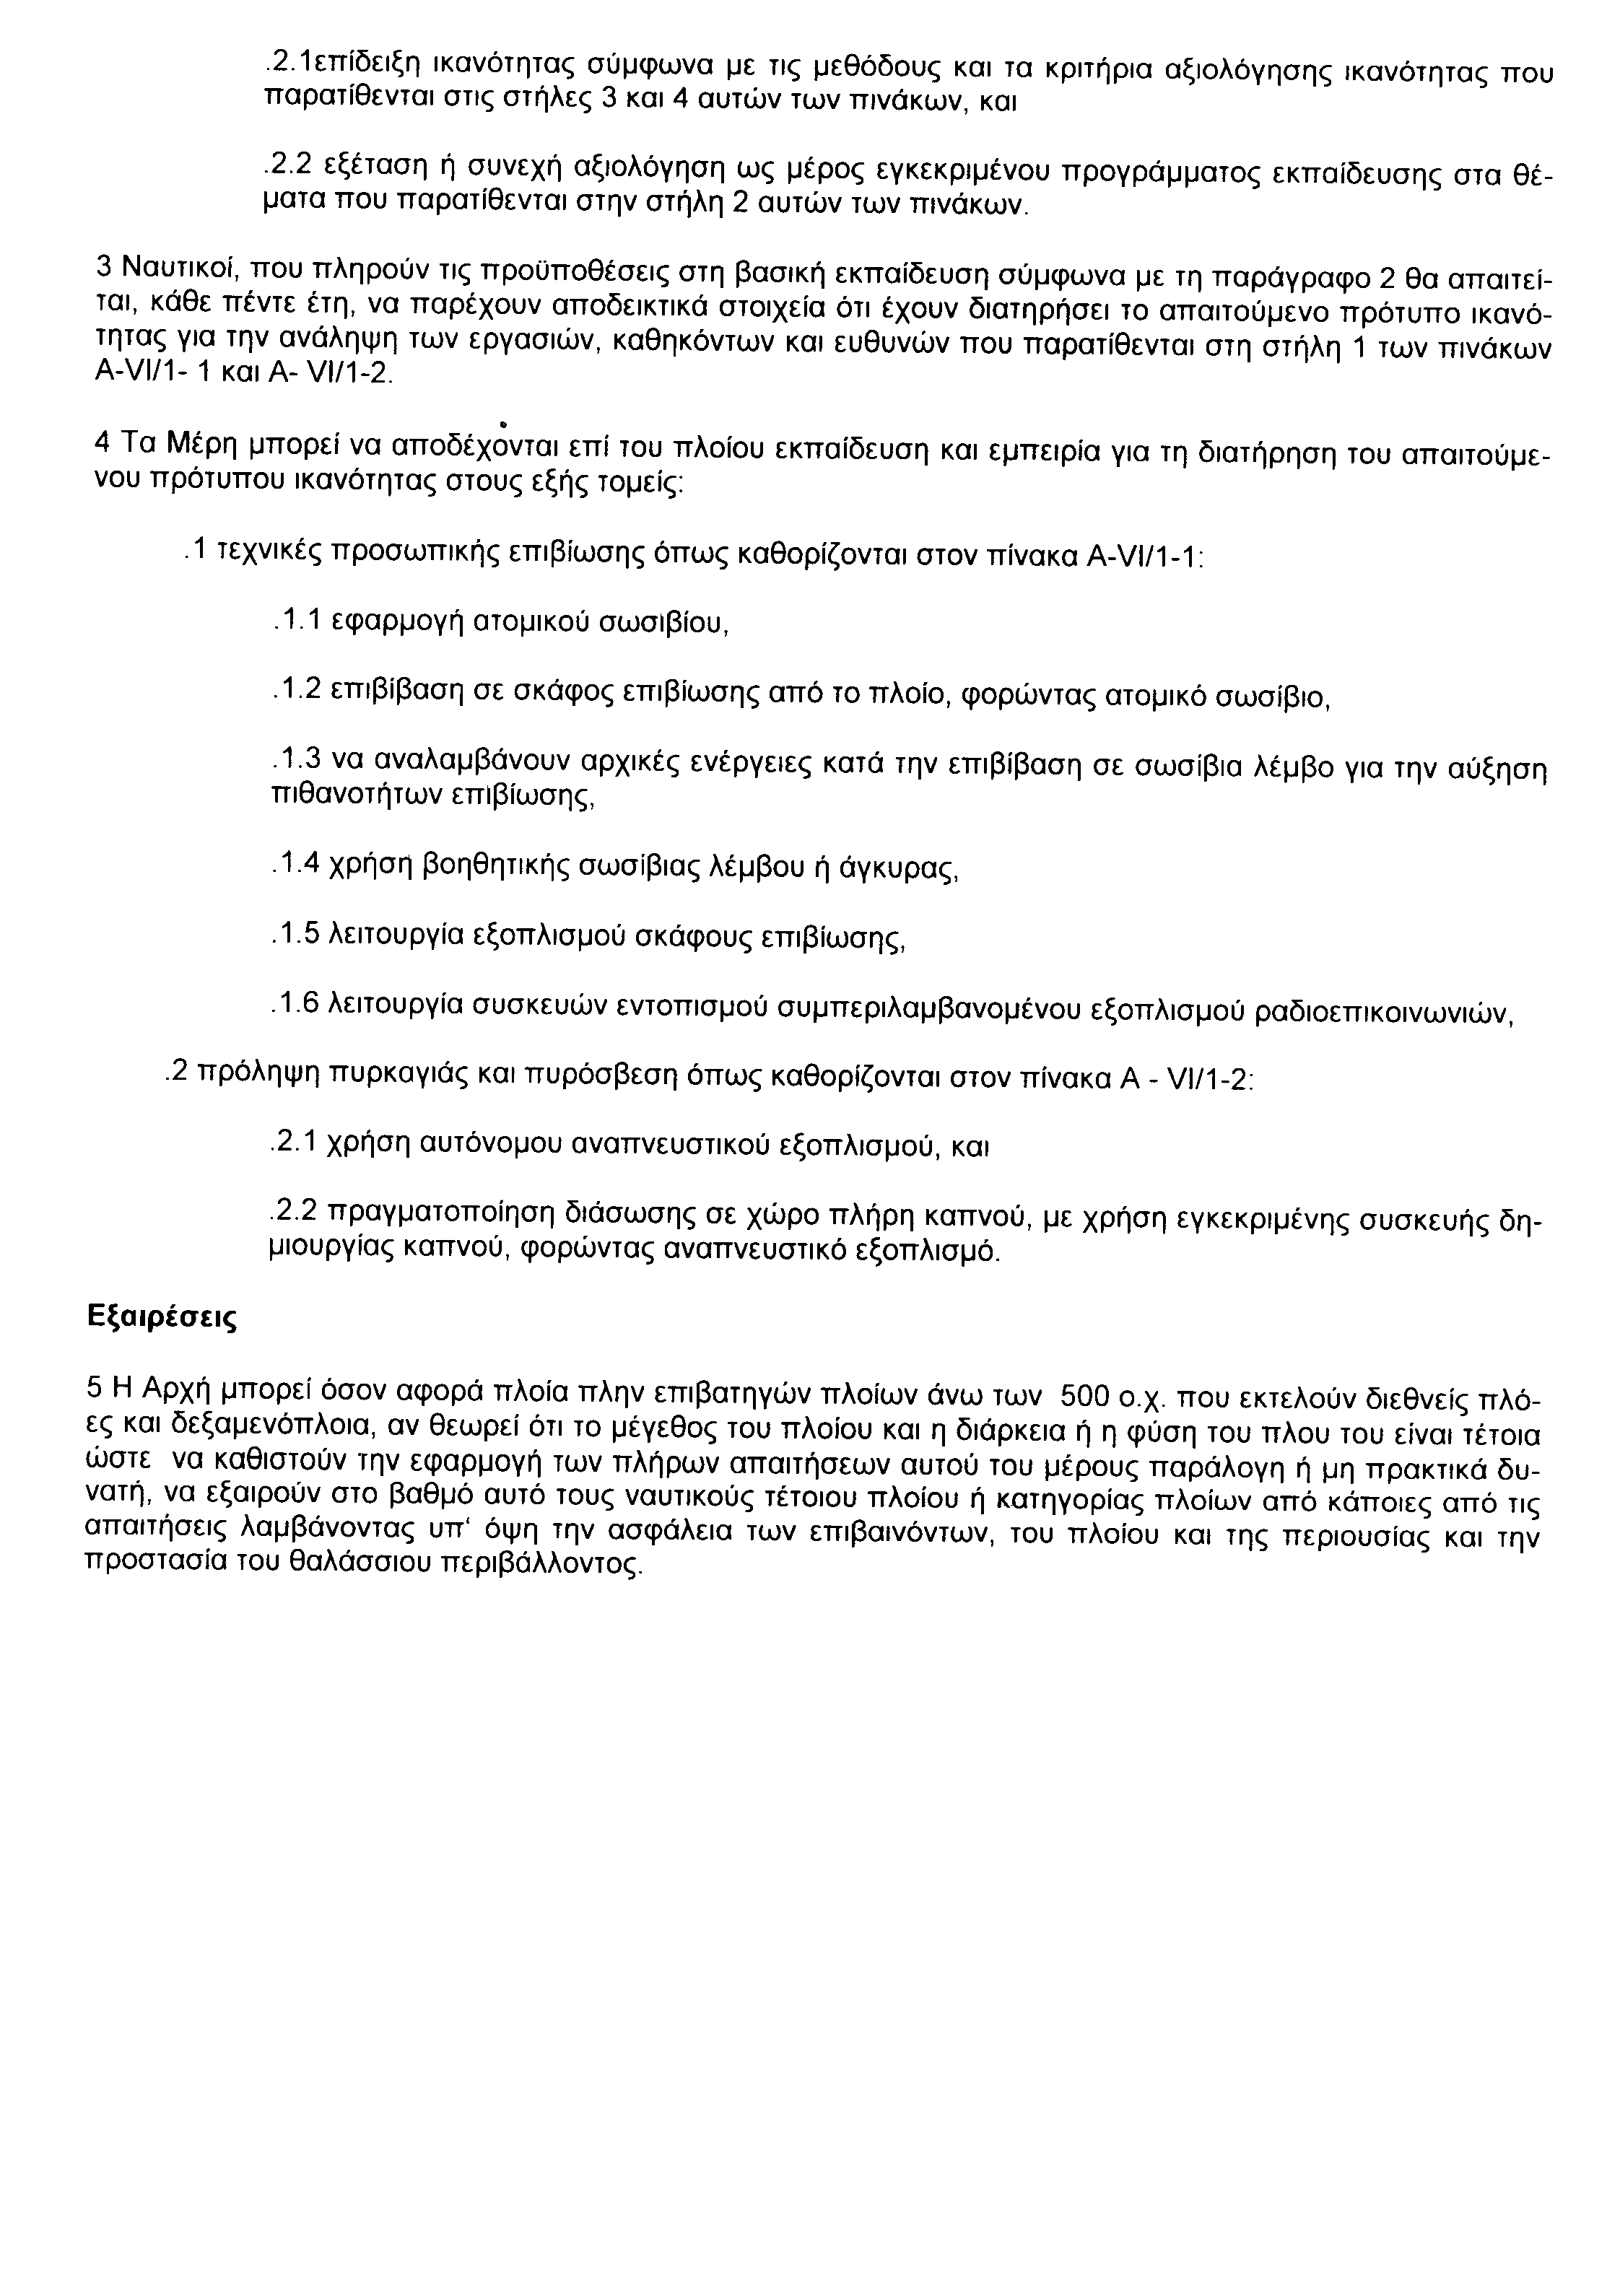 .2.1επίδειξη ικανότητας σύμφωνα με τις μεθόδους και τα κριτήρια αξιολόγησης ικανότητας που
παρατίθενται στις στήλες 3 και 4 αυτών των πινάκων, και
.2.2 εξέταση ή συνεχή αξιολόγηση ως μέρος εγκεκριμένου προγράμματος εκπαίδευσης στα θέ-
ματα που παρατίθενται στην στήλη 2 αυτών των πινάκων.
3 Ναυτικοί, που πληρούν τις προϋποθέσεις στη βασική εκπαίδευση σύμφωνα με τη παράγραφο 2 θα απαιτεί-
ται, κάθε πέντε έτη, να παρέχουν αποδεικτικά στοιχεία ότι έχουν διατηρήσει το απαιτούμενο πρότυπο ικανό-
τητας για την ανάληψη των εργασιών, καθηκόντων και ευθυνών που παρατίθενται στη στήλη 1 των πινάκων
A-VI/1- 1 και A- VI/1-2.
4 Τα Μέρη μπορεί να αποδέχονται επί του πλοίου εκπαίδευση και εμπειρία για τη διατήρηση του απαιτούμε-
νου πρότυπου ικανότητας στους εξής τομείς:
.1 τεχνικές προσωπικής επιβίωσης όπως καθορίζονται στον πίνακα A-VI/1-1:
.1.1 εφαρμογή ατομικού σωσιβίου,
.1.2 επιβίβαση σε σκάφος επιβίωσης από το πλοίο, φορώντας ατομικό σωσίβιο,
.1.3 να αναλαμβάνουν αρχικές ενέργειες κατά την επιβίβαση σε σωσίβια λέμβο για την αύξηση
πιθανοτήτων επιβίωσης,
.1.4 χρήση βοηθητικής σωσίβιας λέμβου ή άγκυρας,
.1.5 λειτουργία εξοπλισμού σκάφους επιβίωσης,
.1.6 λειτουργία συσκευών εντοπισμού συμπεριλαμβανομένου εξοπλισμού ραδιοεπικοινωνιών,
.2 πρόληψη πυρκαγιάς και πυρόσβεση όπως καθορίζονται στον πίνακα A - VI/1-2:
.2.1 χρήση αυτόνομου αναπνευστικού εξοπλισμού, και
.2.2 πραγματοποίηση διάσωσης σε χώρο πλήρη καπνού, με χρήση εγκεκριμένης συσκευής δη-
μιουργίας καπνού, φορώντας αναπνευστικό εξοπλισμό.
Εξαιρέσεις
5 Η Αρχή μπορεί όσον αφορά πλοία πλην επιβατηγών πλοίων άνω των 500 ο.χ. που εκτελούν διεθνείς πλό-
ες και δεξαμενόπλοια, αν θεωρεί ότι το μέγεθος του πλοίου και η διάρκεια ή η φύση του πλου του είναι τέτοια
ώστε να καθιστούν την εφαρμογή των πλήρων απαιτήσεων αυτού του μέρους παράλογη ή μη πρακτικά δυ-
νατή, να εξαιρούν στο βαθμό αυτό τους ναυτικούς τέτοιου πλοίου ή κατηγορίας πλοίων από κάποιες από τις
απαιτήσεις λαμβάνοντας υπ‘ όψη την ασφάλεια των επιβαινόντων, του πλοίου και της περιουσίας και την
προστασία του θαλάσσιου περιβάλλοντος.